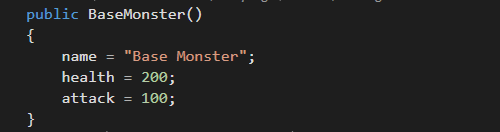 public BaseMonster()
{
    name = "Base Monster";
    health = 200;
    attack = 100;
}